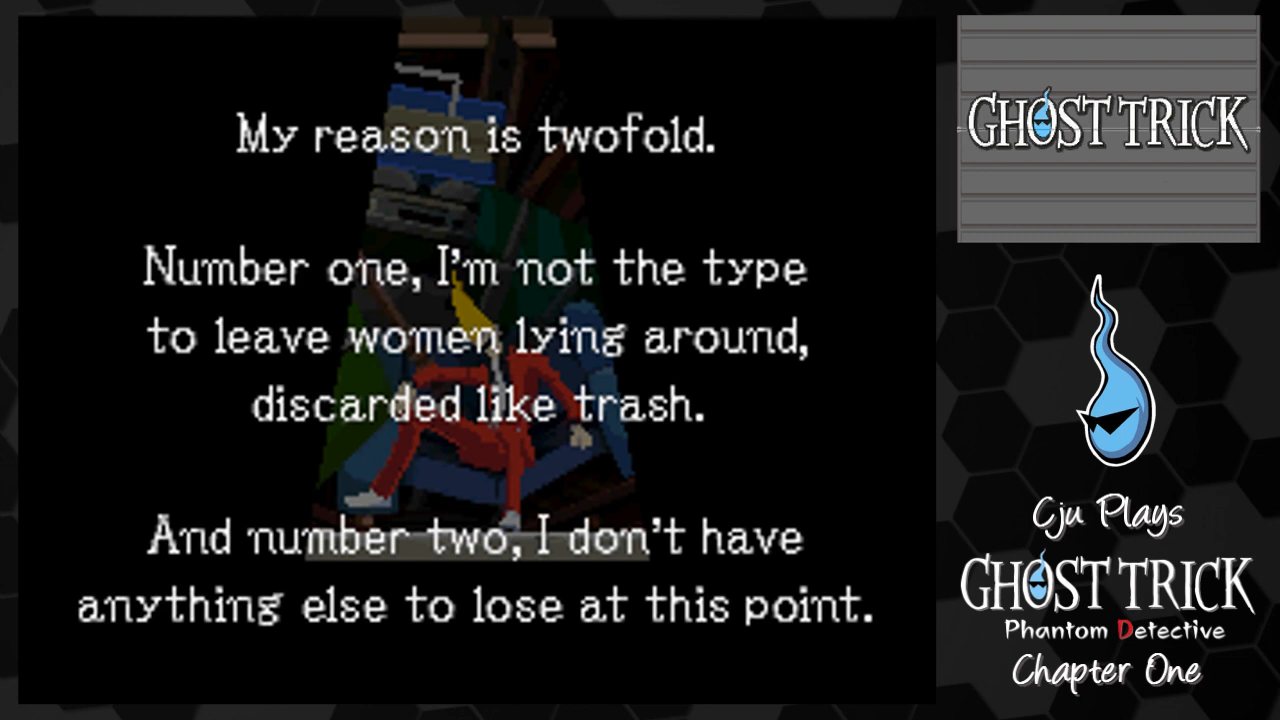 My reason is twofold.
Number one, I'm not the type
to leave women lying around,
discarded like trash.
And number two, I don't have
anything else to lose at this point.
GHOST TRICK
Cju Plays
GHOST TRICK
Phantom Detective
Chapter One